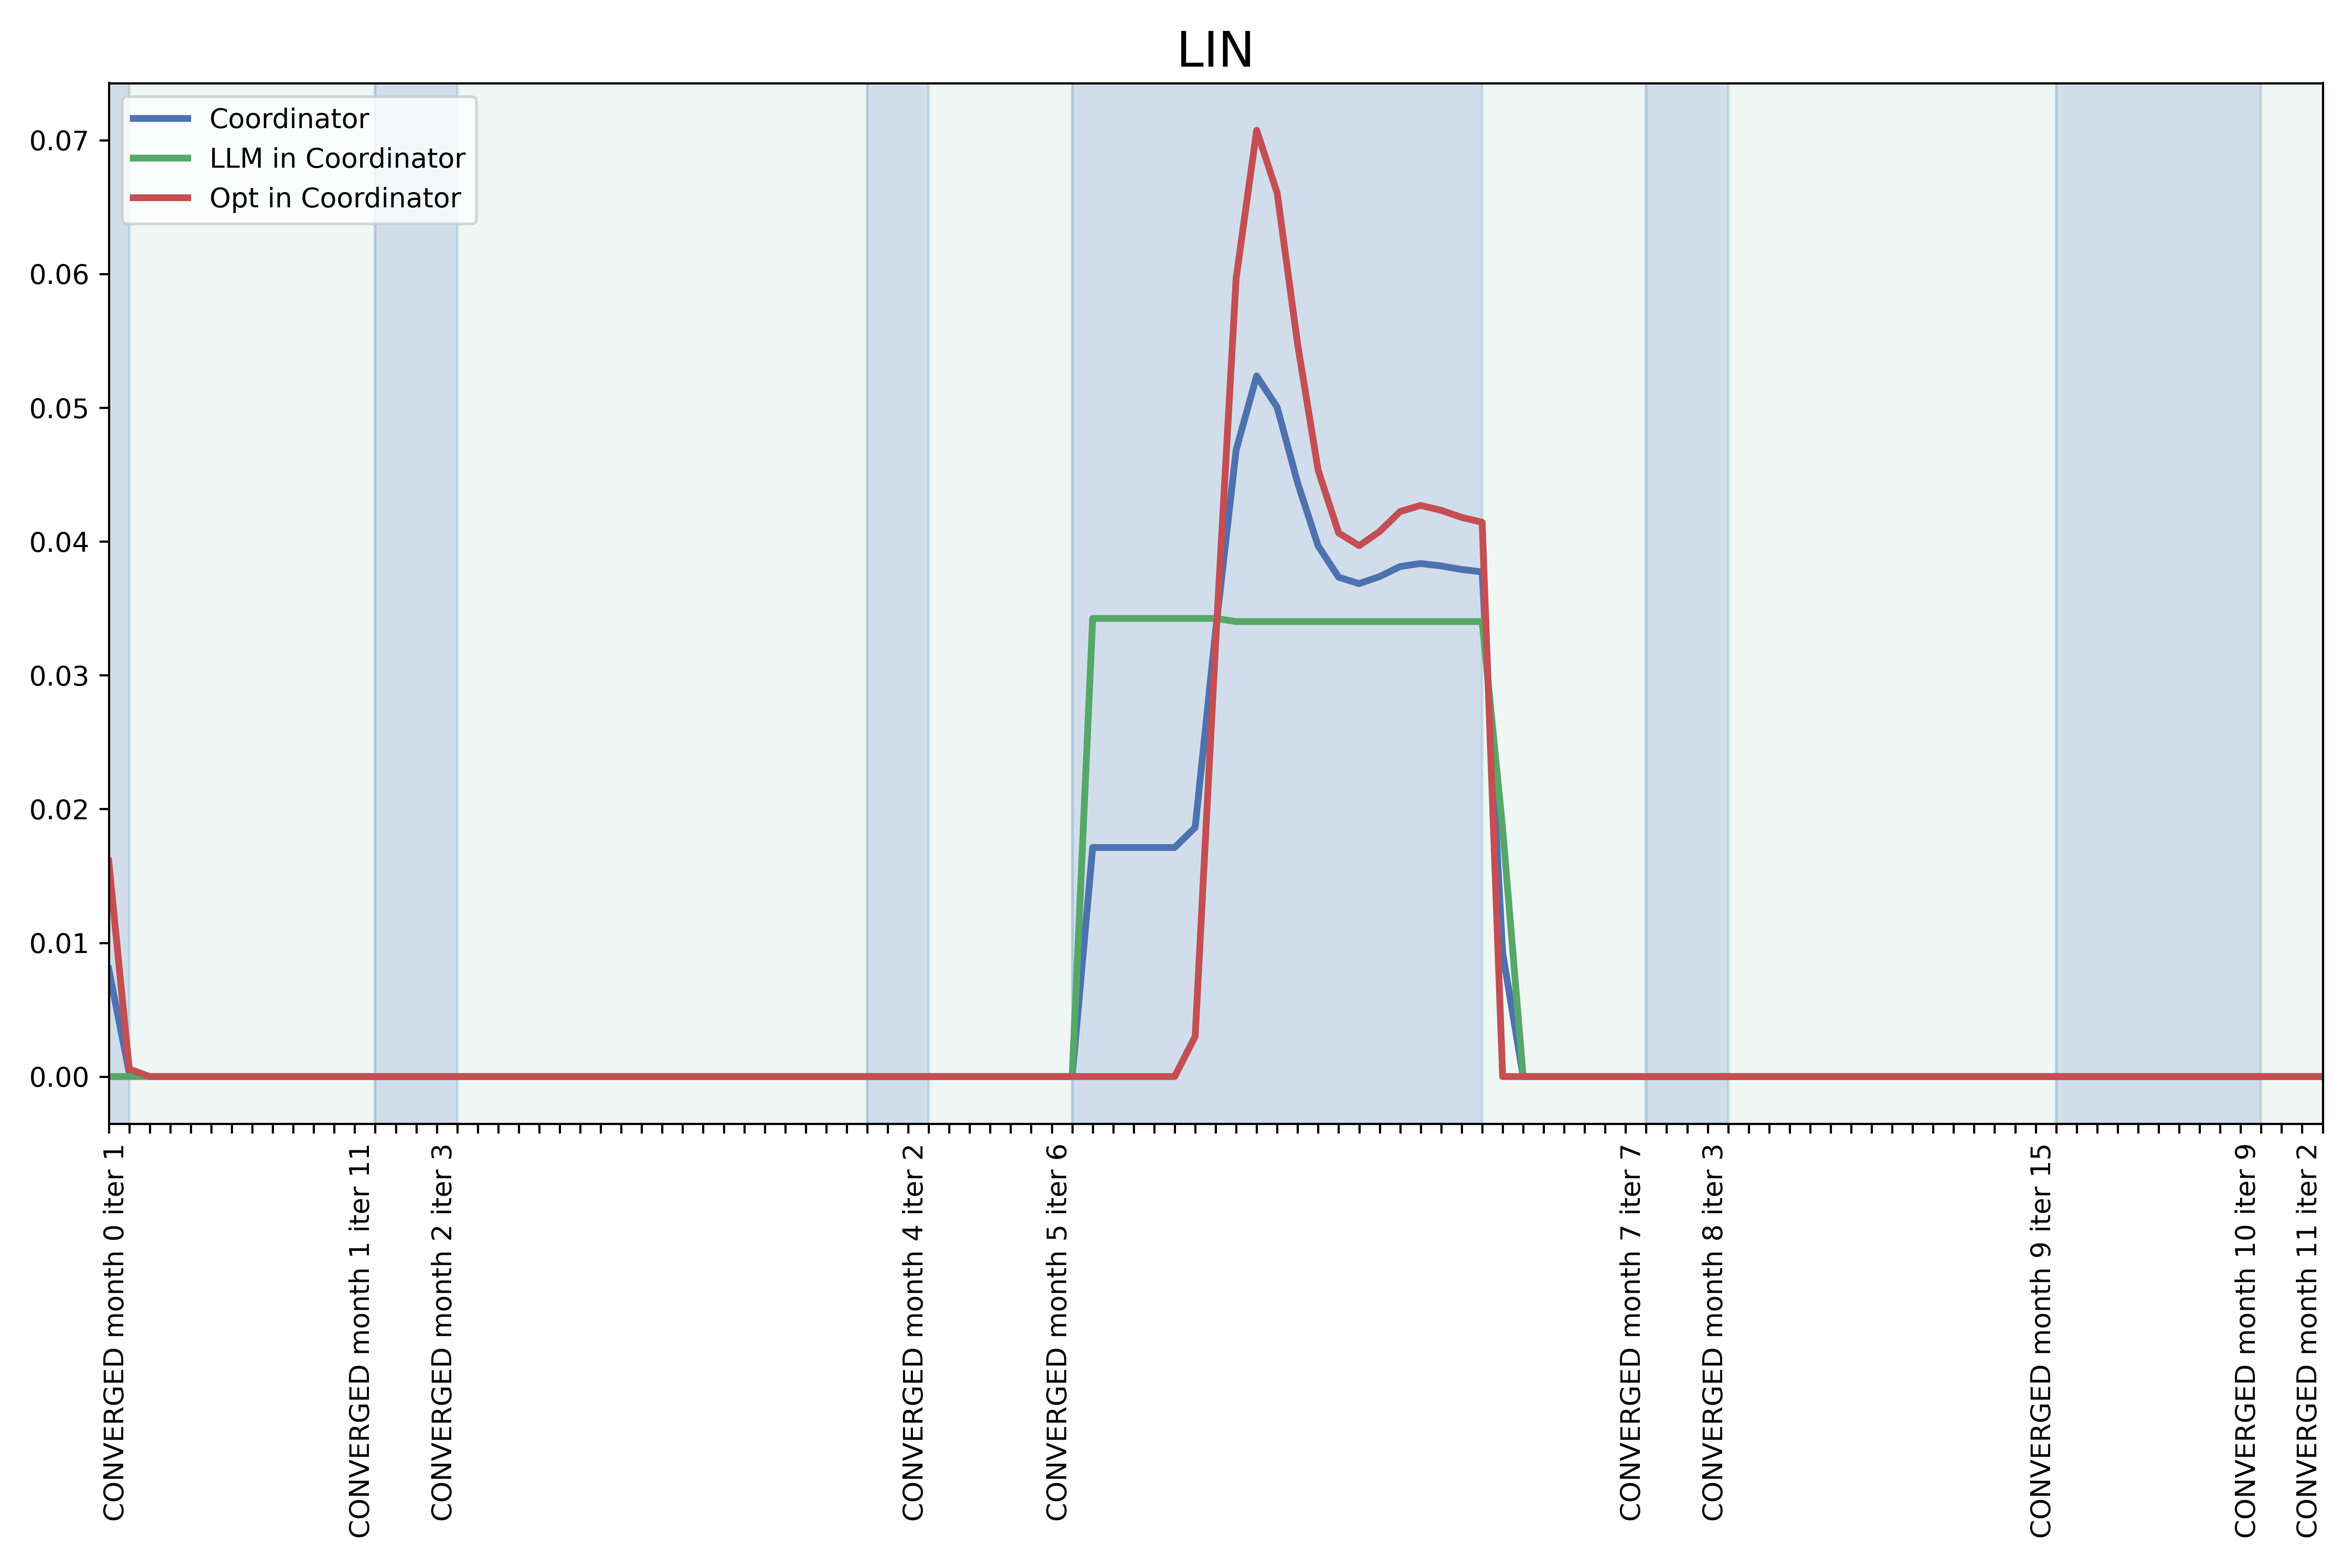 LIN
Coordinator
LLM in Coordinator
Opt in Coordinator
0.07
0.06
0.05
0.04
0.03
0.02
0.01
0.00
CONVERGED month 0 iter 1
CONVERGED month 1 iter 11
CONVERGED month 2 iter 3
CONVERGED month 4 iter 2
CONVERGED month 5 iter 6
CONVERGED month 7 iter 7
CONVERGED month 8 iter 3
CONVERGED month 9 iter 15
CONVERGED month 10 iter 9
CONVERGED month 11 iter 2